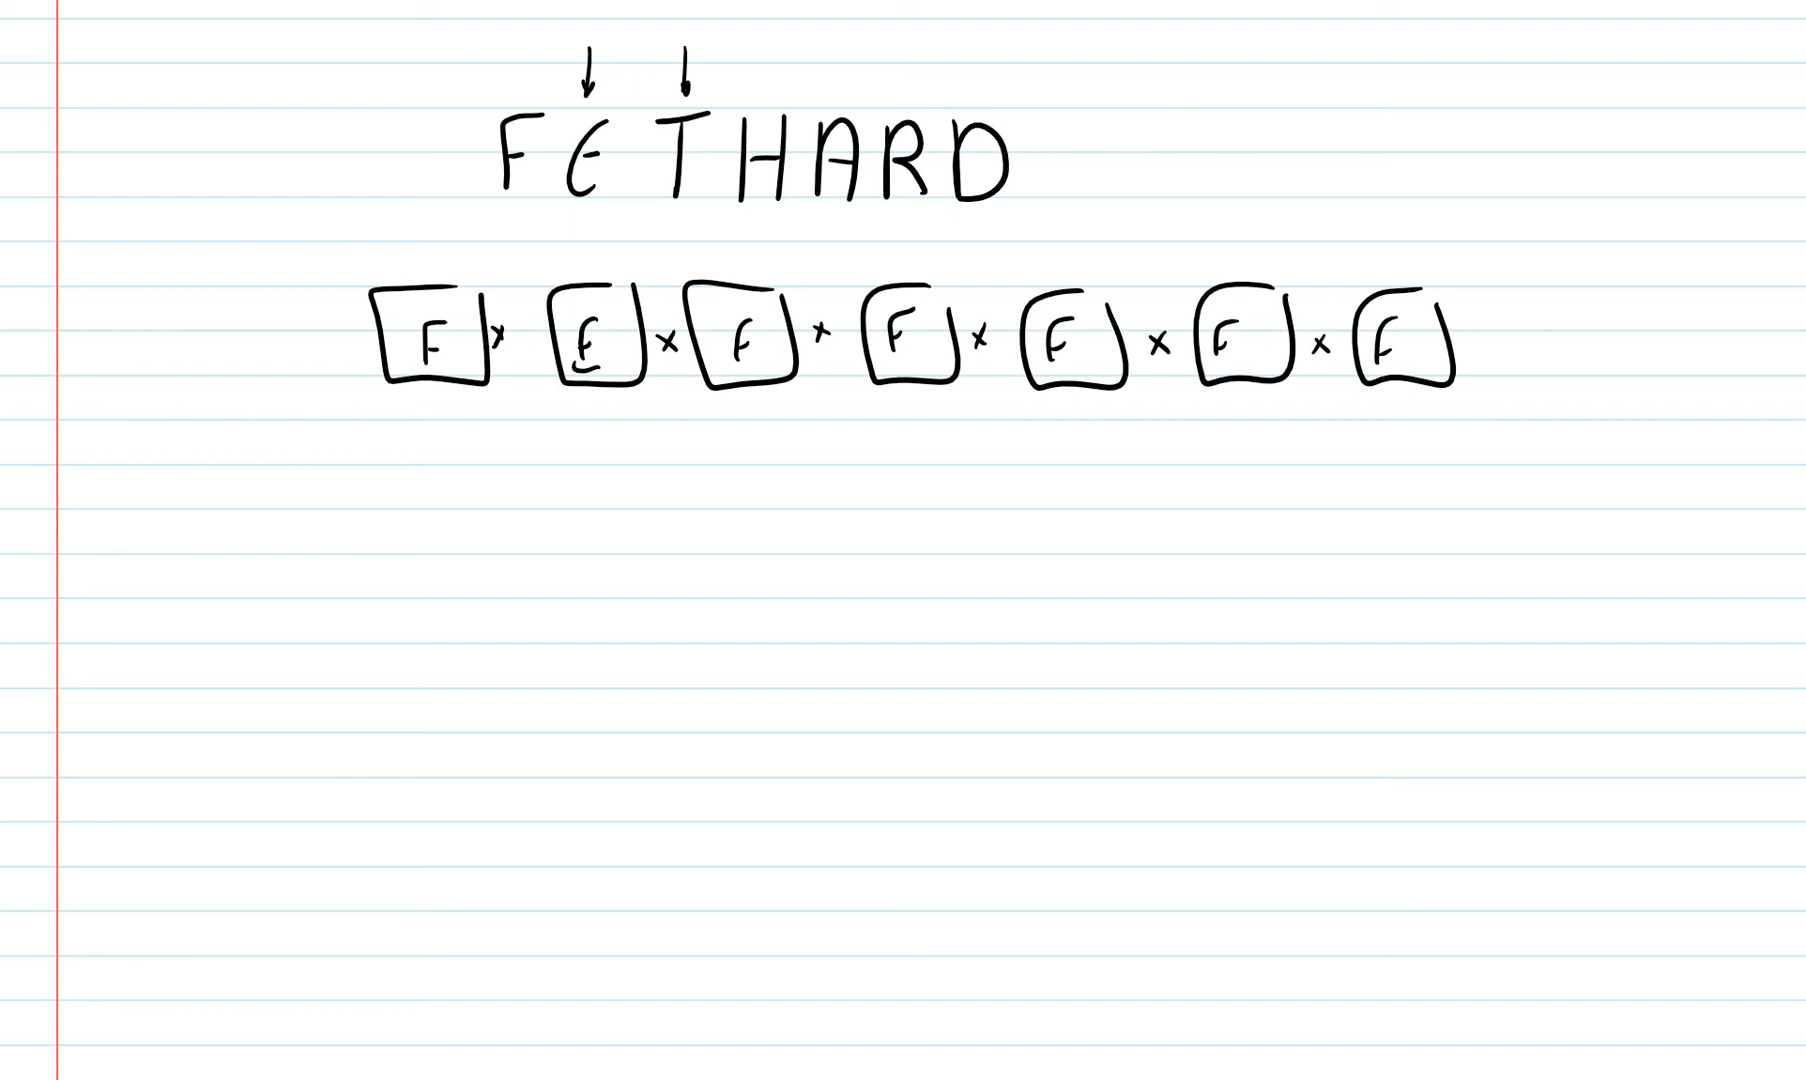 FETHARD
F × E × F × F × F × F × F